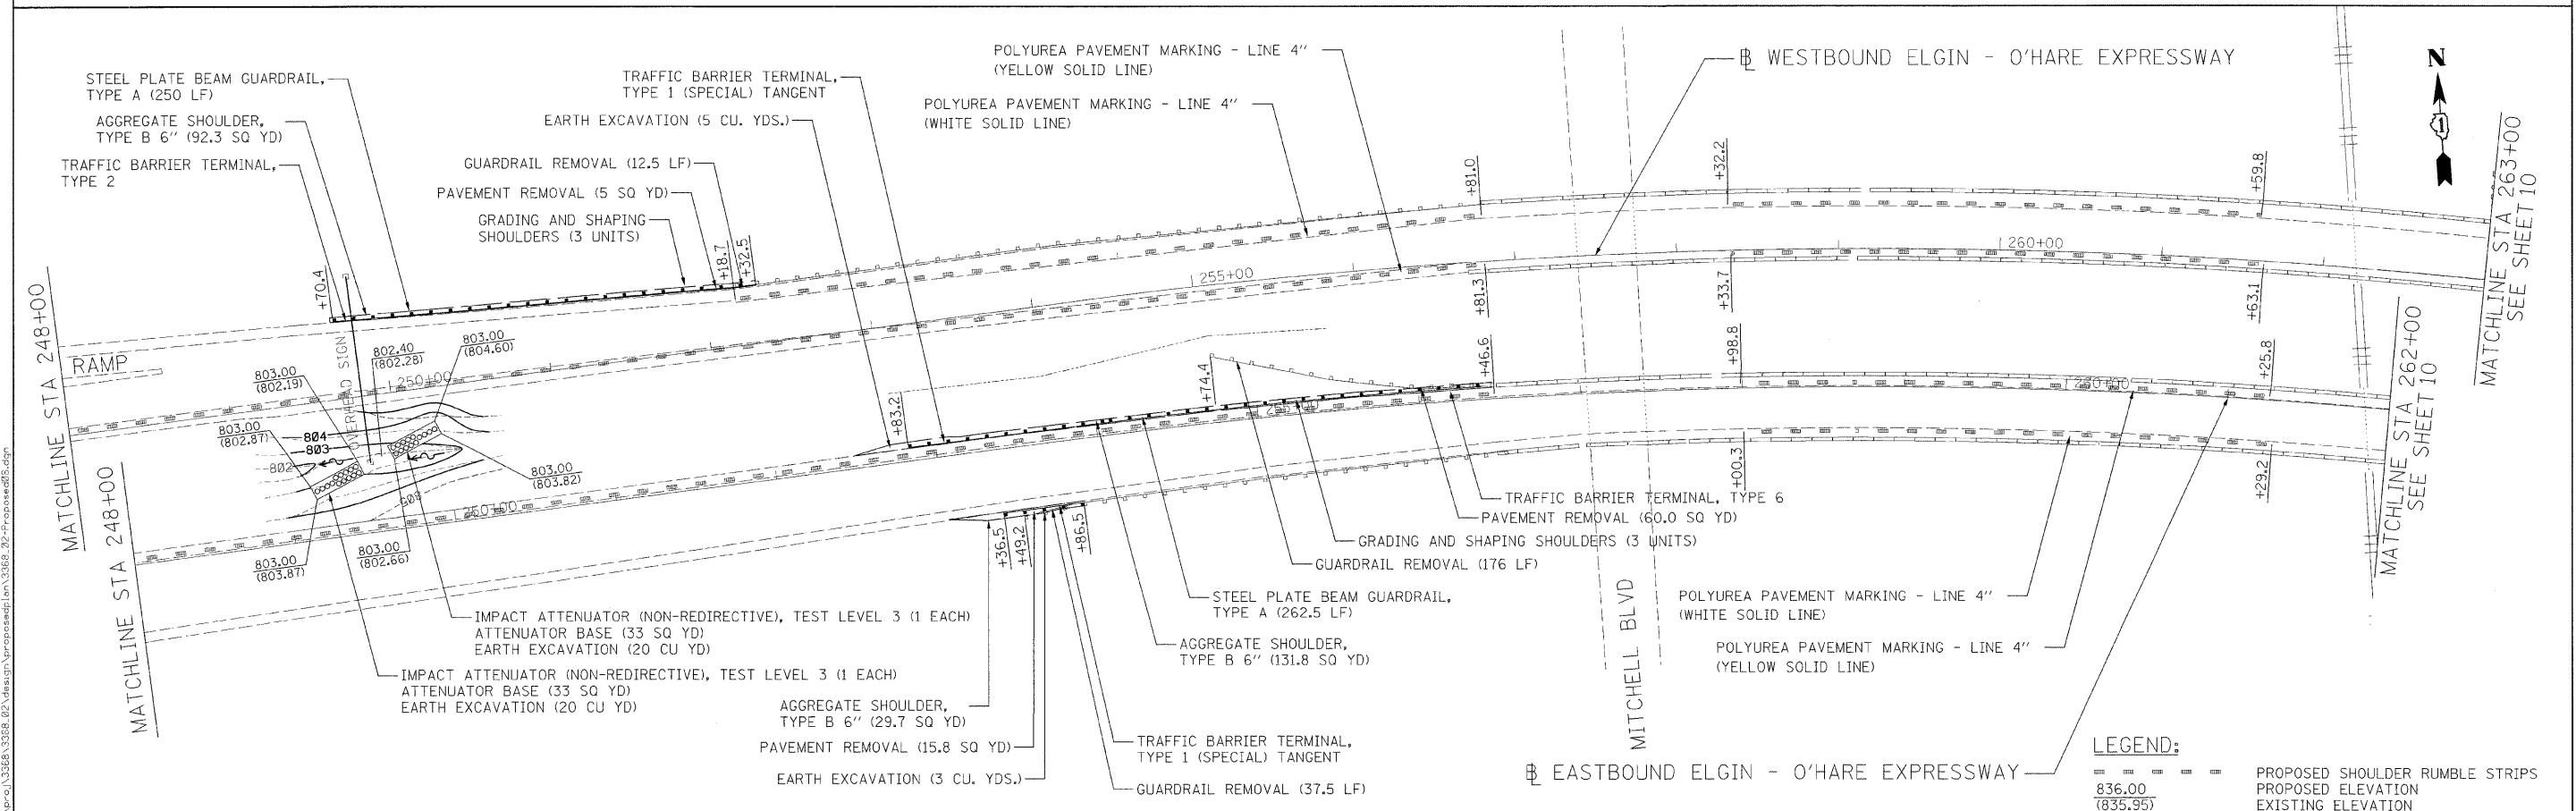 STEEL PLATE BEAM GUARDRAIL,
TYPE A (250 LF)
AGGREGATE SHOULDER,
TYPE B 6" (92.3 SQ YD)
TRAFFIC BARRIER TERMINAL,
TYPE 2
TRAFFIC BARRIER TERMINAL,
TYPE 1 (SPECIAL) TANGENT
EARTH EXCAVATION (5 CU. YDS.)
GUARDRAIL REMOVAL (12.5 LF)
PAVEMENT REMOVAL (5 SQ YD)
GRADING AND SHAPING
SHOULDERS (3 UNITS)
POLYUREA PAVEMENT MARKING - LINE 4"
(YELLOW SOLID LINE)
POLYUREA PAVEMENT MARKING - LINE 4"
(WHITE SOLID LINE)
℄ WESTBOUND ELGIN - O'HARE EXPRESSWAY
N
1
MATCHLINE STA 263+00
SEE SHEET 10
MATCHLINE STA 262+00
SEE SHEET 10
MATCHLINE STA 248+00
MATCHLINE STA 248+00
RAMP
OVERHEAD SIGN
+70.4
+18.7
+32.5
+81.0
+32.2
+59.8
255+00
260+00
250+00
+81.3
+33.7
+63.1
+83.2
+74.4
+46.6
+98.8
+25.8
255+00
260+00
250+00
+36.5
+49.2
+86.5
+00.3
+29.2
802.40
(802.28)
803.00
(804.60)
803.00
(802.19)
803.00
(802.87)
804
803
802
805
803.00
(803.82)
803.00
(802.66)
803.00
(803.87)
IMPACT ATTENUATOR (NON-REDIRECTIVE), TEST LEVEL 3 (1 EACH)
ATTENUATOR BASE (33 SQ YD)
EARTH EXCAVATION (20 CU YD)
IMPACT ATTENUATOR (NON-REDIRECTIVE), TEST LEVEL 3 (1 EACH)
ATTENUATOR BASE (33 SQ YD)
EARTH EXCAVATION (20 CU YD)
AGGREGATE SHOULDER,
TYPE B 6" (29.7 SQ YD)
PAVEMENT REMOVAL (15.8 SQ YD)
EARTH EXCAVATION (3 CU. YDS.)
TRAFFIC BARRIER TERMINAL,
TYPE 1 (SPECIAL) TANGENT
GUARDRAIL REMOVAL (37.5 LF)
TRAFFIC BARRIER TERMINAL, TYPE 6
PAVEMENT REMOVAL (60.0 SQ YD)
GRADING AND SHAPING SHOULDERS (3 UNITS)
GUARDRAIL REMOVAL (176 LF)
STEEL PLATE BEAM GUARDRAIL,
TYPE A (262.5 LF)
AGGREGATE SHOULDER,
TYPE B 6" (131.8 SQ YD)
MITCHELL BLVD
POLYUREA PAVEMENT MARKING - LINE 4"
(WHITE SOLID LINE)
POLYUREA PAVEMENT MARKING - LINE 4"
(YELLOW SOLID LINE)
℄ EASTBOUND ELGIN - O'HARE EXPRESSWAY
LEGEND:
PROPOSED SHOULDER RUMBLE STRIPS
836.00 PROPOSED ELEVATION
(835.95) EXISTING ELEVATION
\proj\3368\3368.02\design\proposedplan\3368.02-Proposed08.dgn